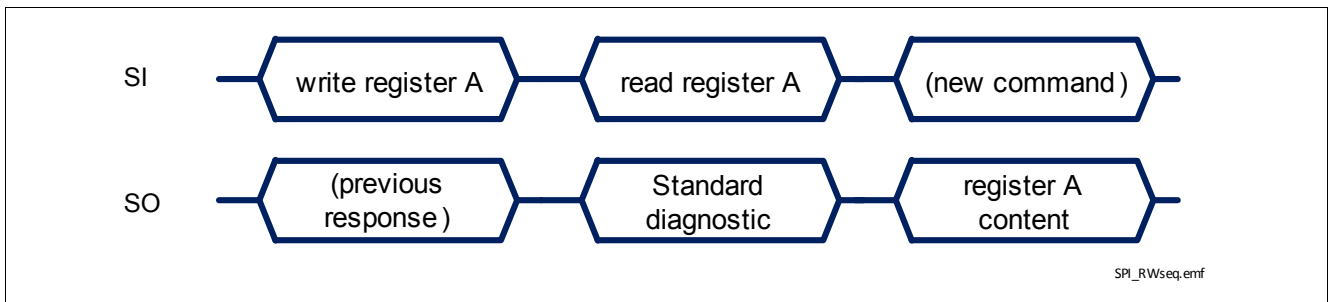 SI
write register A
read register A
(new command)
SO
(previous
response)
Standard
diagnostic
register A
content
SPI_RWseq.emf